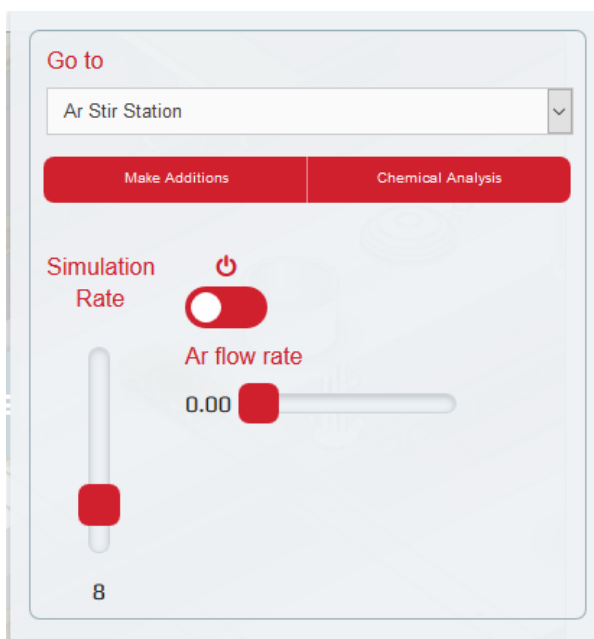 Go to
Ar Stir Station
Make Additions
Chemical Analysis
Simulation
Rate
Ar flow rate
0.00
8